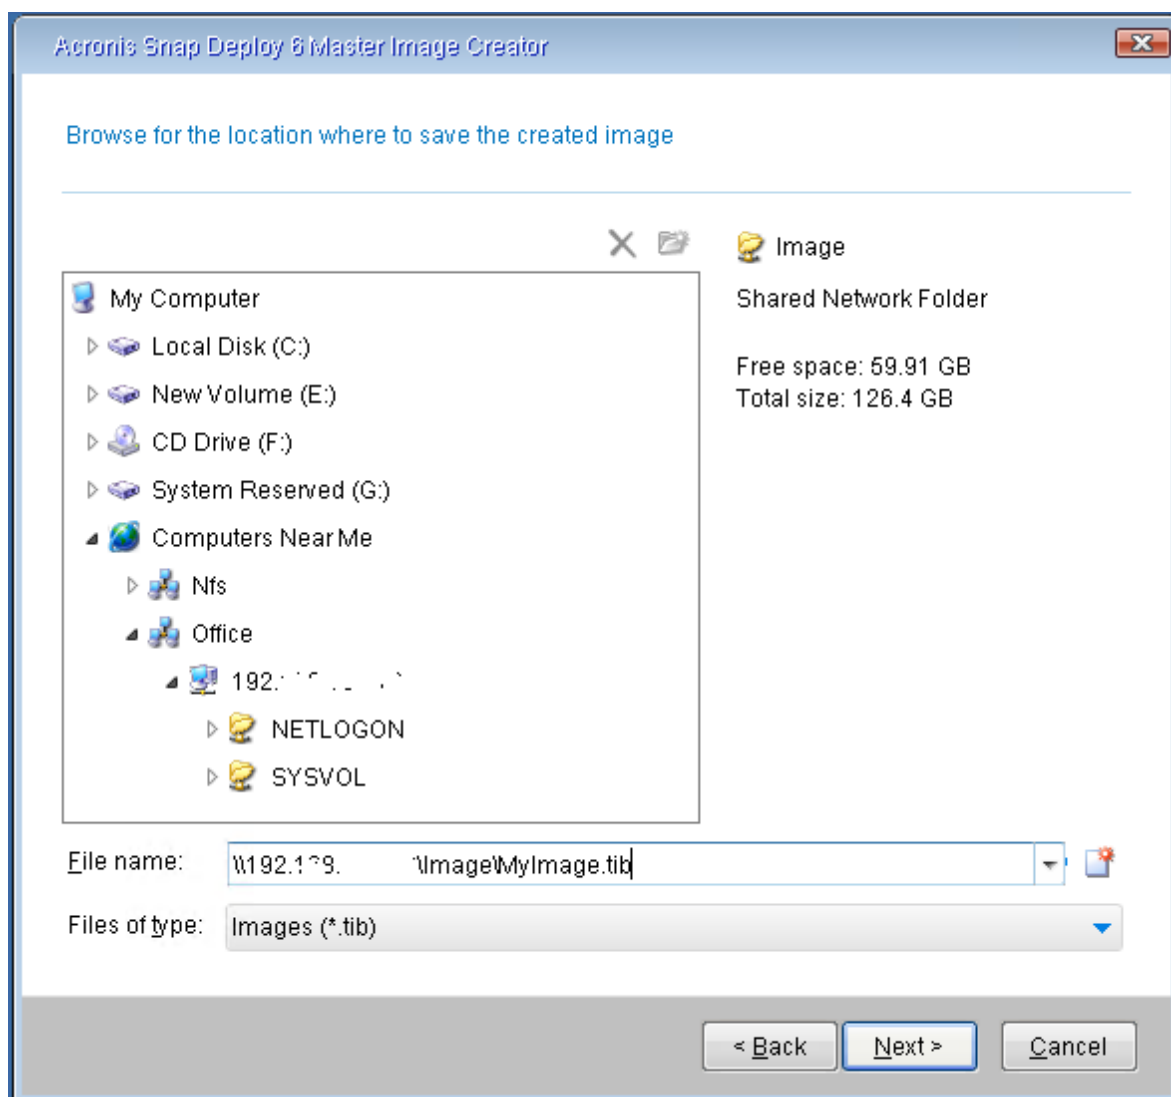 Acronis Snap Deploy 6 Master Image Creator
Browse for the location where to save the created image
Image
My Computer
Shared Network Folder
Local Disk (C:)
Free space: 59.91 GB
New Volume (E:)
Total size: 126.4 GB
CD Drive (F:)
System Reserved (G:)
Computers Near Me
Nfs
Office
192.
NETLOGON
SYSVOL
File name: \\192. \Image\MyImage.tib
Files of type: Images (*.tib)
< Back Next > Cancel